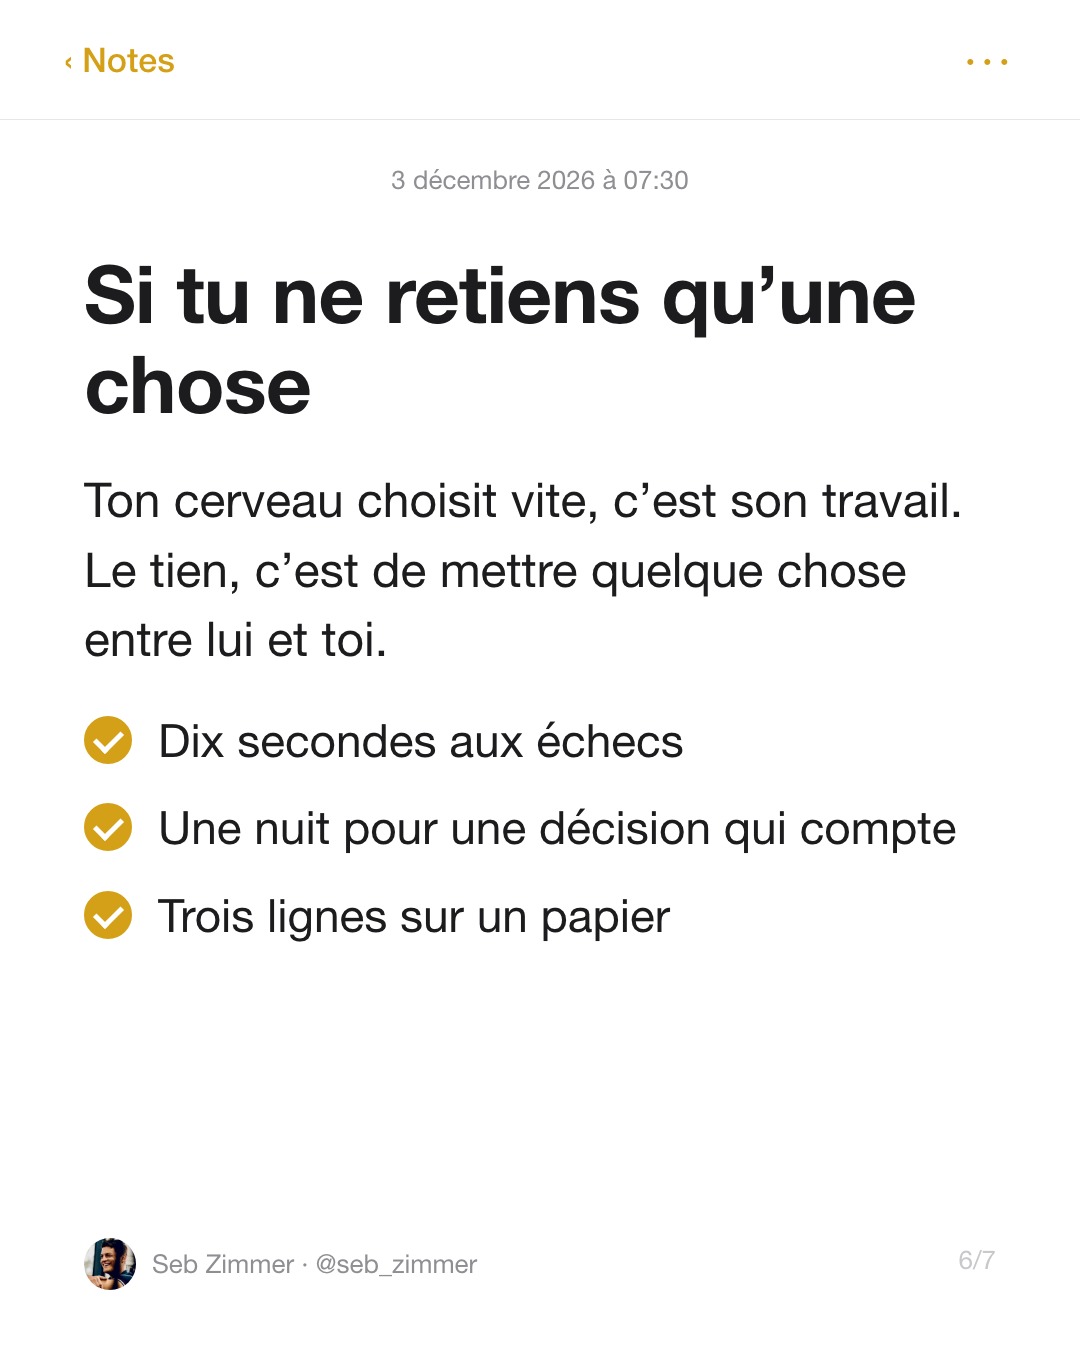 ‹ Notes
...
3 décembre 2026 à 07:30
Si tu ne retiens qu’une
chose
Ton cerveau choisit vite, c’est son travail.
Le tien, c’est de mettre quelque chose
entre lui et toi.
Dix secondes aux échecs
Une nuit pour une décision qui compte
Trois lignes sur un papier
Seb Zimmer · @seb_zimmer
6/7